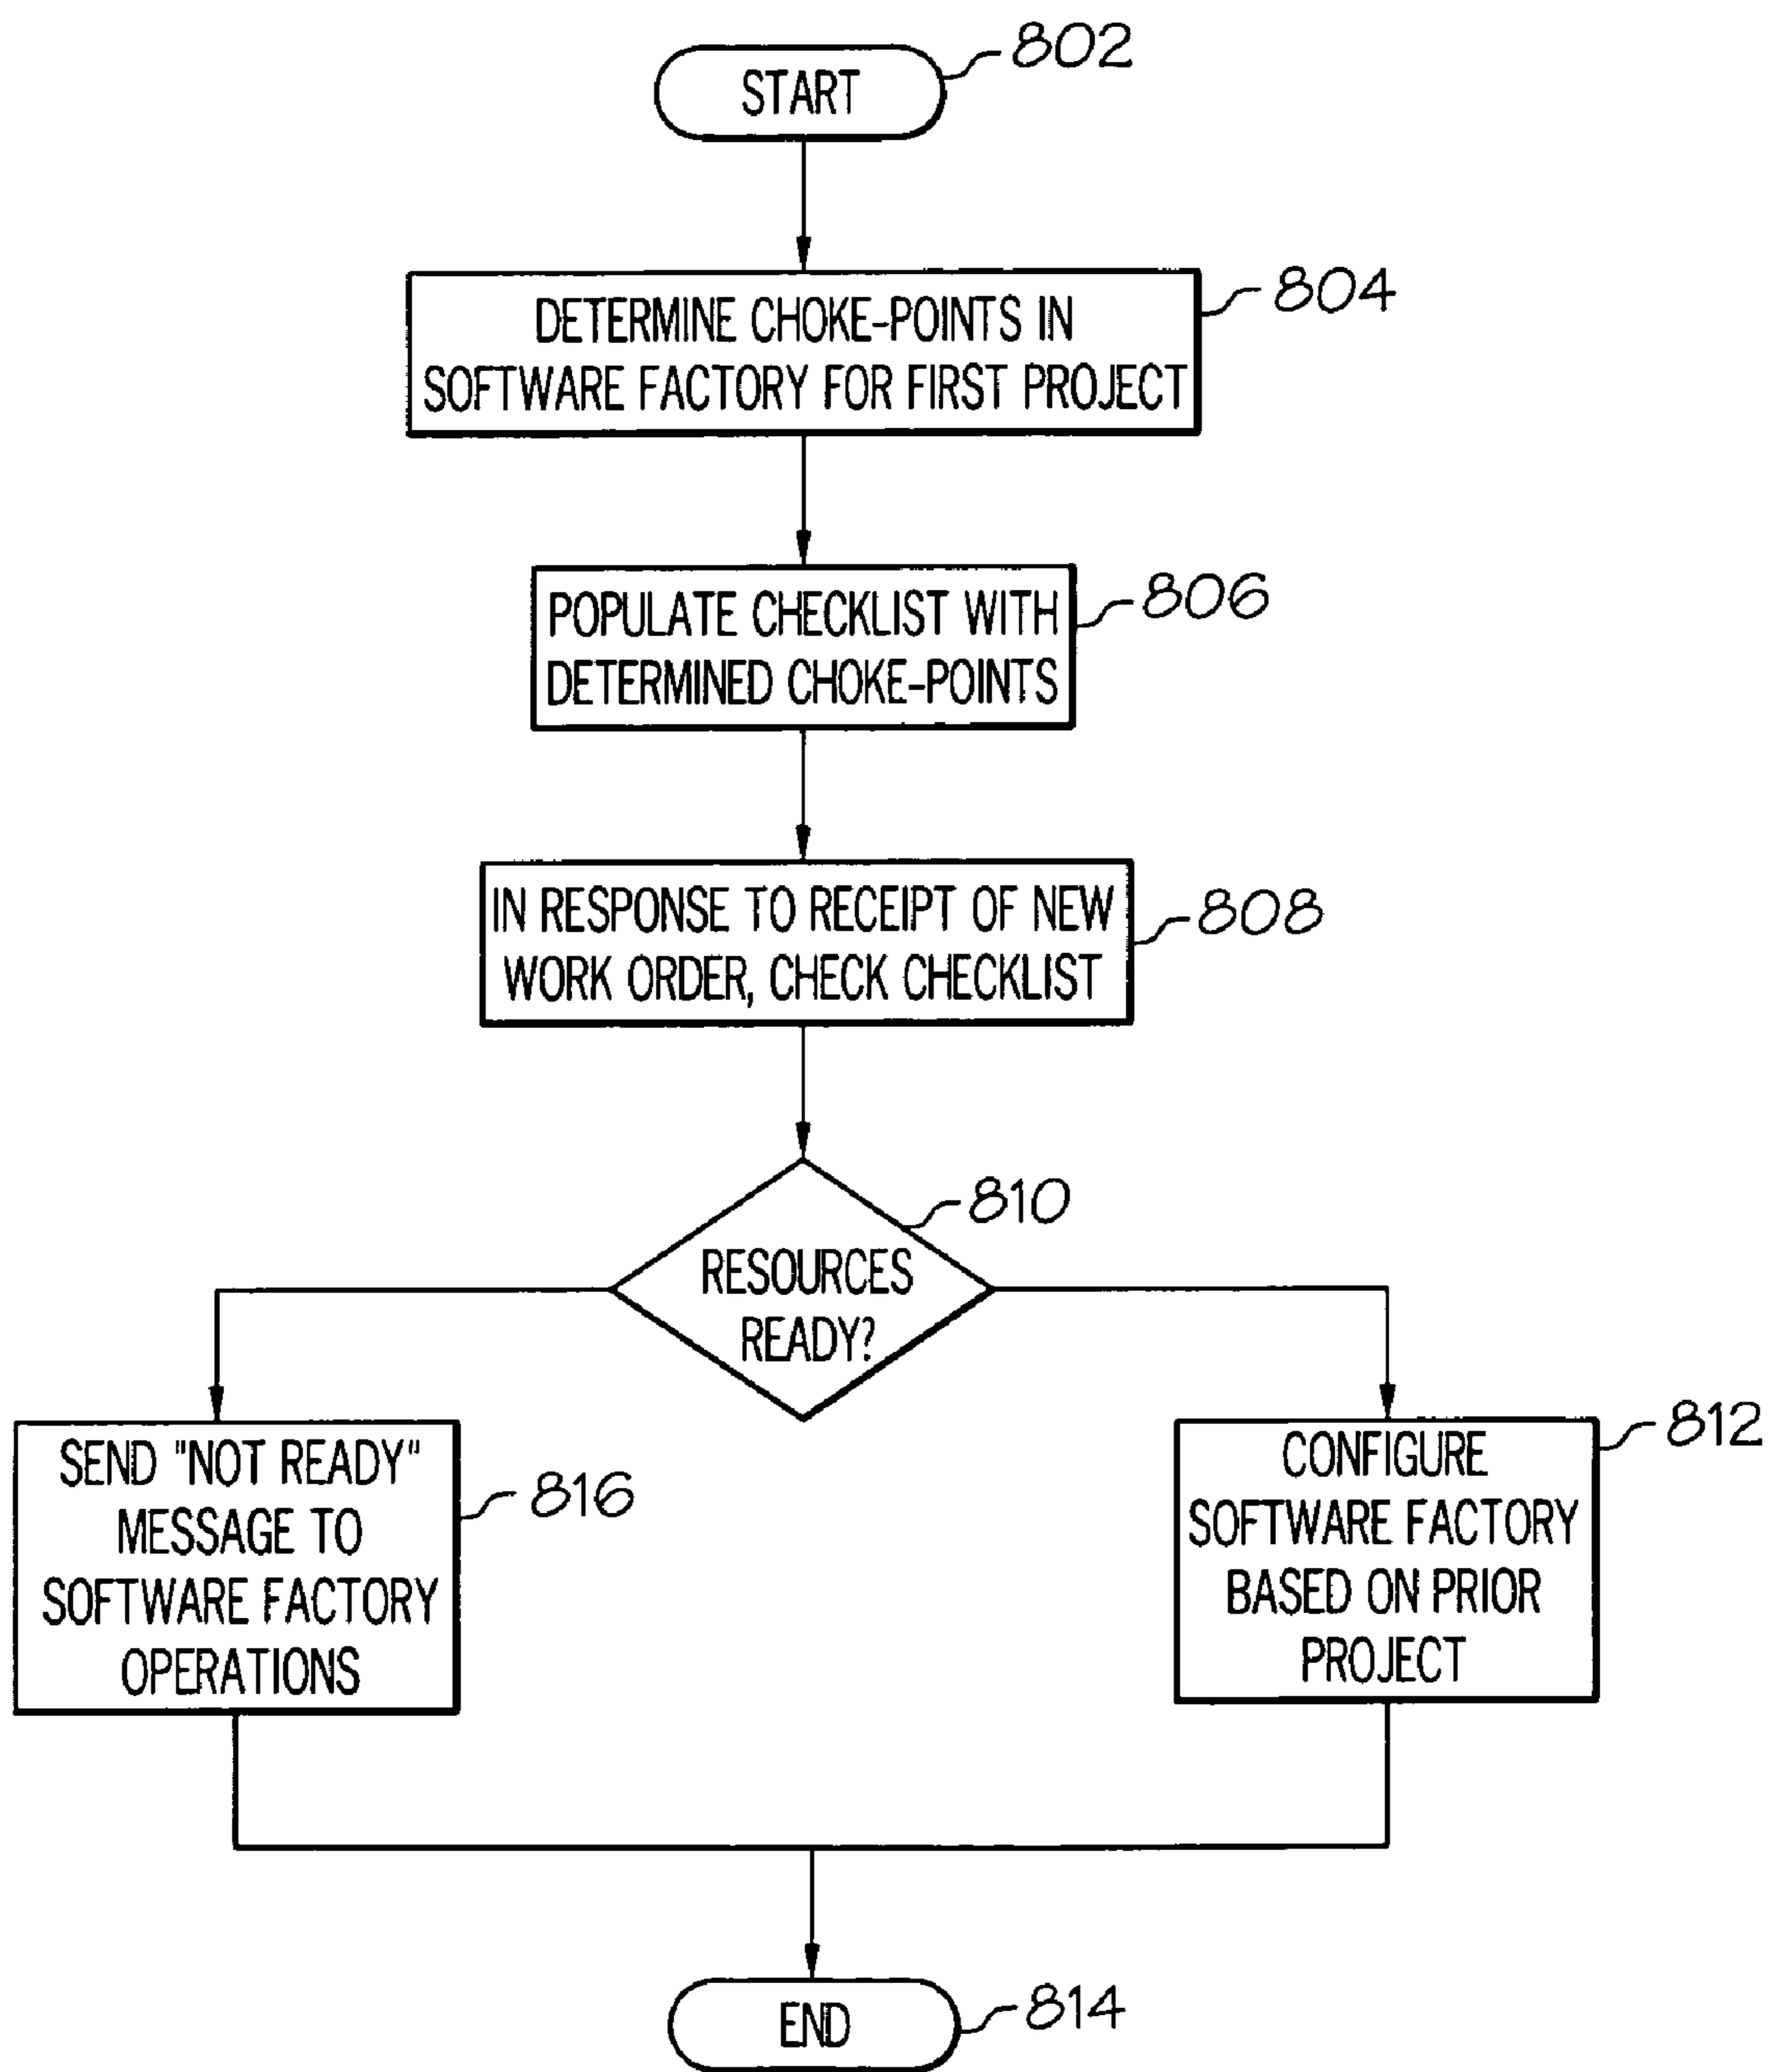 START
802
DETERMINE CHOKE-POINTS IN
SOFTWARE FACTORY FOR FIRST PROJECT
804
POPULATE CHECKLIST WITH
DETERMINED CHOKE-POINTS
806
IN RESPONSE TO RECEIPT OF NEW
WORK ORDER, CHECK CHECKLIST
808
810
RESOURCES
READY?
SEND "NOT READY"
MESSAGE TO
SOFTWARE FACTORY
OPERATIONS
816
CONFIGURE
SOFTWARE FACTORY
BASED ON PRIOR
PROJECT
812
END
814